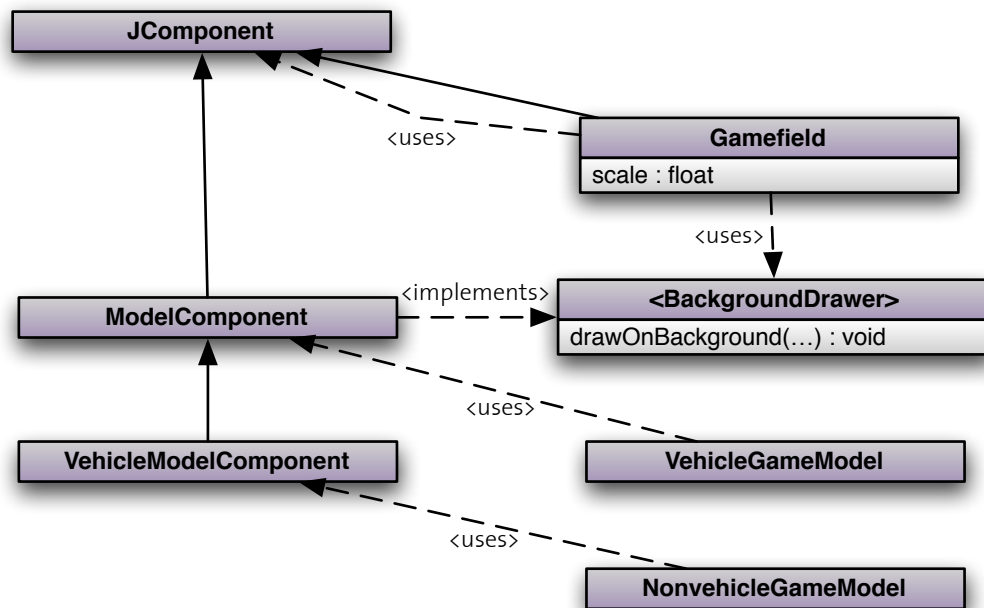 JComponent
<uses>
Gamefield
scale : float
<uses>
<implements>
<BackgroundDrawer>
ModelComponent
drawOnBackground(…) : void
<uses>
VehicleModelComponent
VehicleGameModel
<uses>
NonvehicleGameModel